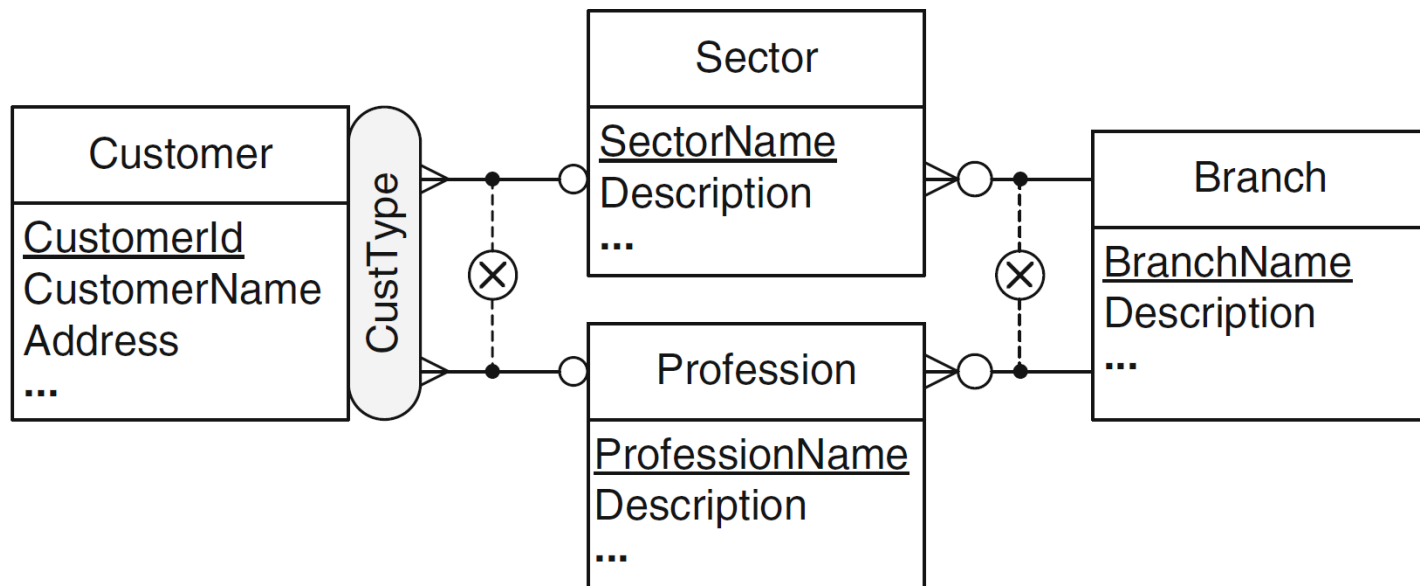 Customer
CustomerId
CustomerName
Address
...
CustType
Sector
SectorName
Description
...
Profession
ProfessionName
Description
...
Branch
BranchName
Description
...